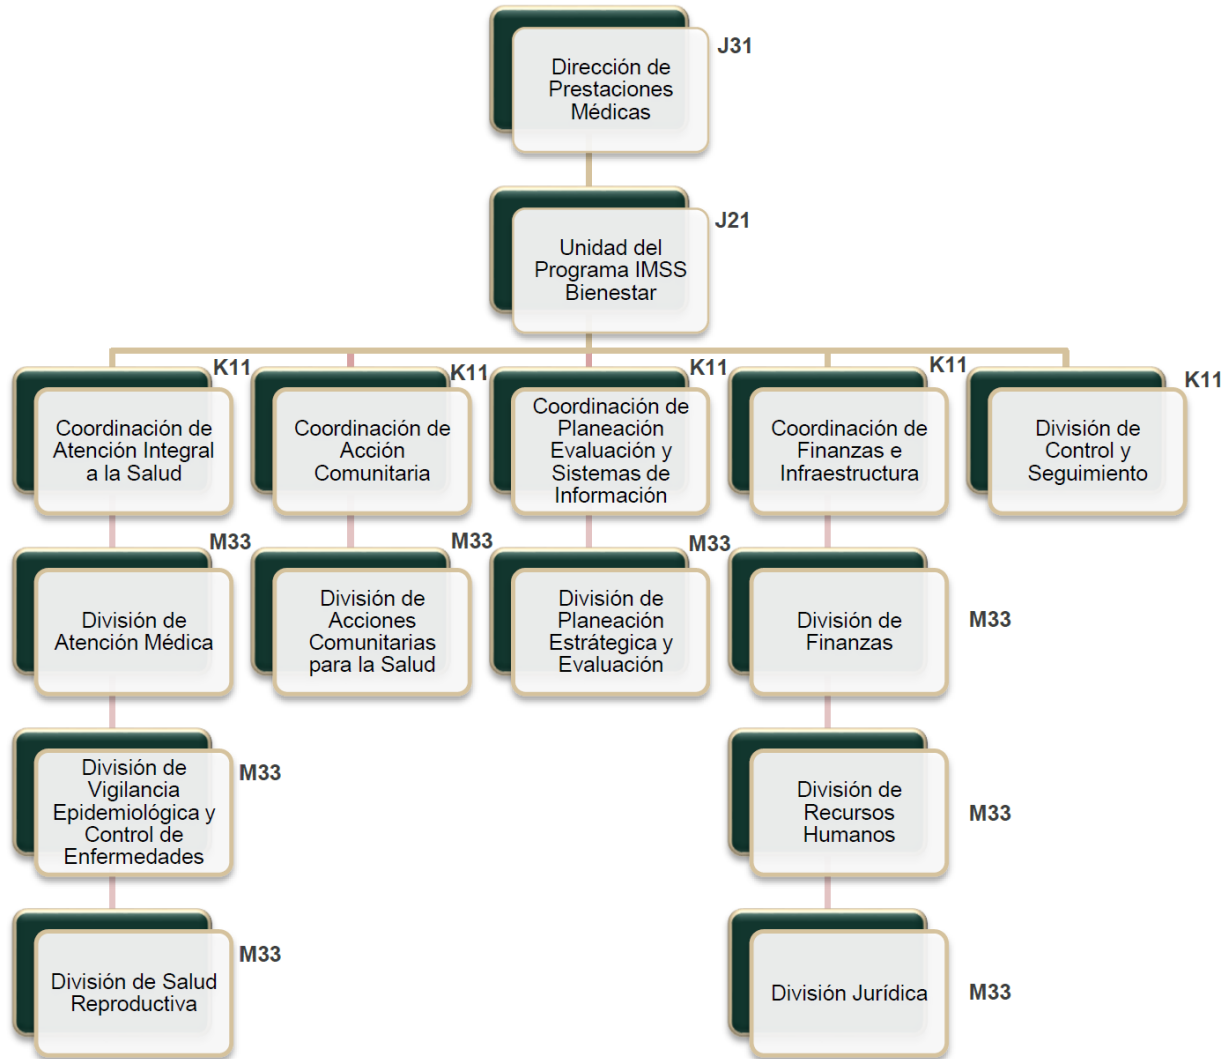 J31
Dirección de
Prestaciones
Médicas
J21
Unidad del
Programa IMSS
Bienestar
K11
Coordinación de
Atención Integral
a la Salud
K11
Coordinación de
Acción
Comunitaria
K11
Coordinación de
Planeación
Evaluación y
Sistemas de
Información
K11
Coordinación de
Finanzas e
Infraestructura
K11
División de
Control y
Seguimiento
M33
División de
Atención Médica
M33
División de
Acciones
Comunitarias
para la Salud
M33
División de
Planeación
Estrátegica y
Evaluación
División de
Finanzas
M33
División de
Vigilancia
Epidemiológica y
Control de
Enfermedades
M33
División de
Recursos
Humanos
M33
División de Salud
Reproductiva
M33
División Jurídica
M33